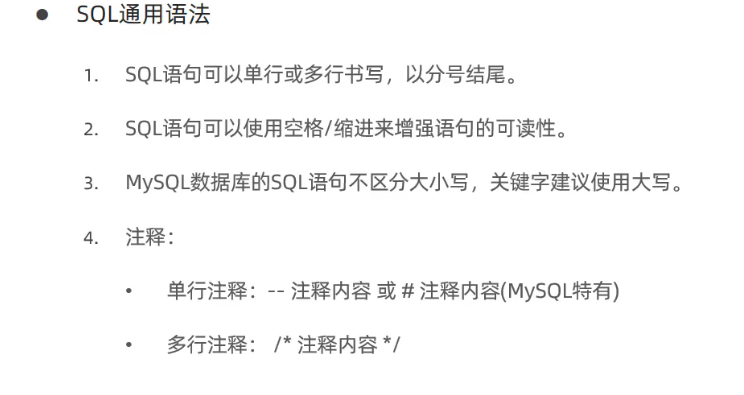 ● SQL通用语法
1. SQL语句可以单行或多行书写，以分号结尾。
2. SQL语句可以使用空格/缩进来增强语句的可读性。
3. MySQL数据库的SQL语句不区分大小写，关键字建议使用大写。
4. 注释：
• 单行注释：-- 注释内容 或 # 注释内容(MySQL特有)
• 多行注释： /* 注释内容 */